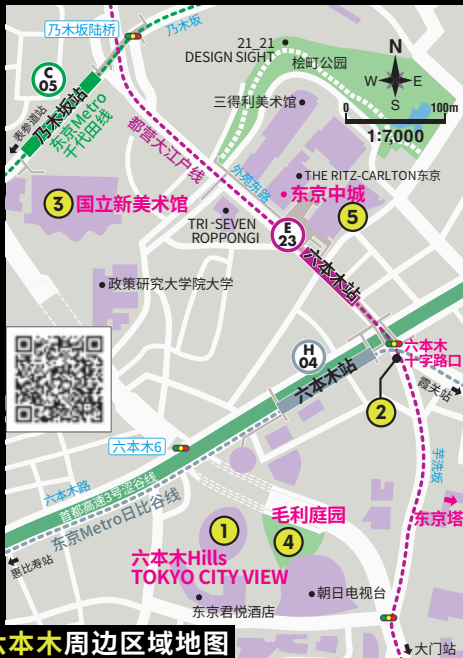 乃木坂陆桥
乃木坂
21_21
DESIGN SIGHT
桧町公园
N
W
E
S
C
05
乃木坂站
东京Metro
千代田线
表参道站
三得利美术馆
0
100m
1:7,000
都营大江户线
外苑东路
THE RITZ-CARLTON东京
东京中城
3
国立新美术馆
5
TRI-SEVEN
ROPPONGI
E
23
六本木站
政策研究大学院大学
H
04
六本木站
六本木
十字路口
霞关站
2
六本木6
六本木路
首都高速3号涩谷线
东京Metro日比谷线
惠比寿站
芋洗坂
东京塔
毛利庭园
1
4
六本木Hills
TOKYO CITY VIEW
东京君悦酒店
朝日电视台
六本木周边区域地图
大门站